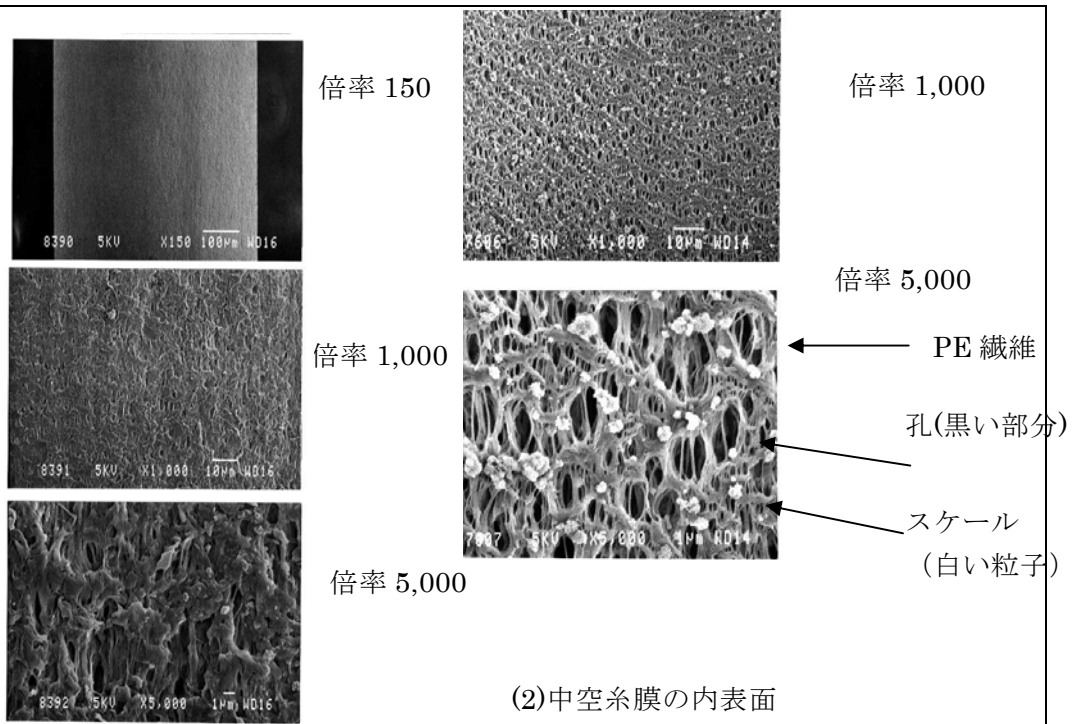 倍率 150
8390 5KV X150 100μm WD16
倍率 1,000
8391 5KV X1,000 10μm WD16
倍率 5,000
8392 5KV X5,000 1μm WD16
倍率 1,000
7606 5KV X1,000 10μm WD14
倍率 5,000
7607 5KV X5,000 1μm WD14
PE 繊維
孔(黒い部分)
スケール
（白い粒子）
(2)中空糸膜の内表面